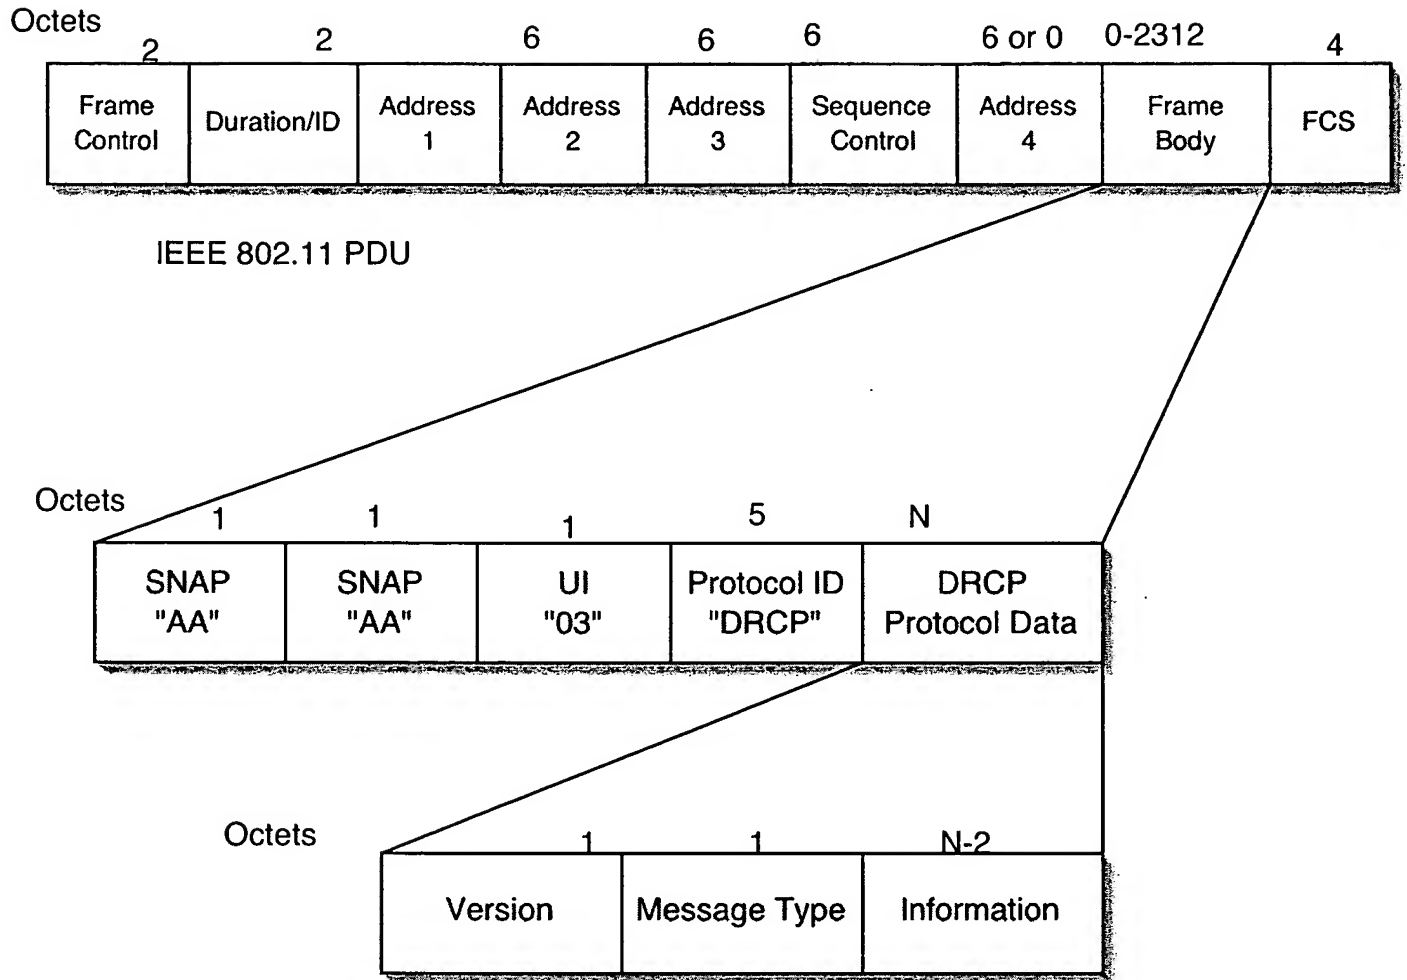 Octets
2 2 6 6 6 6 or 0 0-2312 4
Frame Control Duration/ID Address 1 Address 2 Address 3 Sequence Control Address 4 Frame Body FCS
IEEE 802.11 PDU
Octets
1 1 1 5 N
SNAP "AA" SNAP "AA" UI "03" Protocol ID "DRCP" DRCP Protocol Data
Octets
1 1 N-2
Version Message Type Information